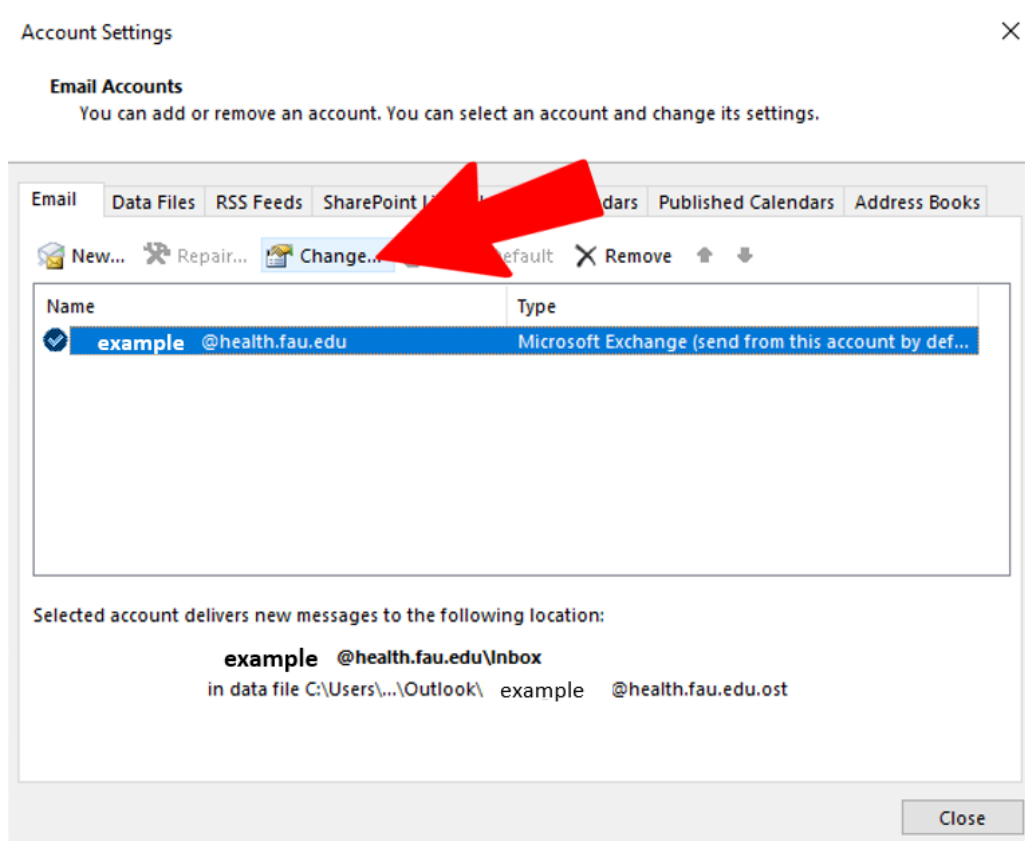 Account Settings
Email Accounts
You can add or remove an account. You can select an account and change its settings.
Email Data Files RSS Feeds SharePoint Published Calendars Address Books
New... Repair... Change... Remove
Name Type
example @health.fau.edu Microsoft Exchange (send from this account by def...
Selected account delivers new messages to the following location:
example @health.fau.edu\Inbox
in data file C:\Users\...\Outlook\ example @health.fau.edu.ost
Close